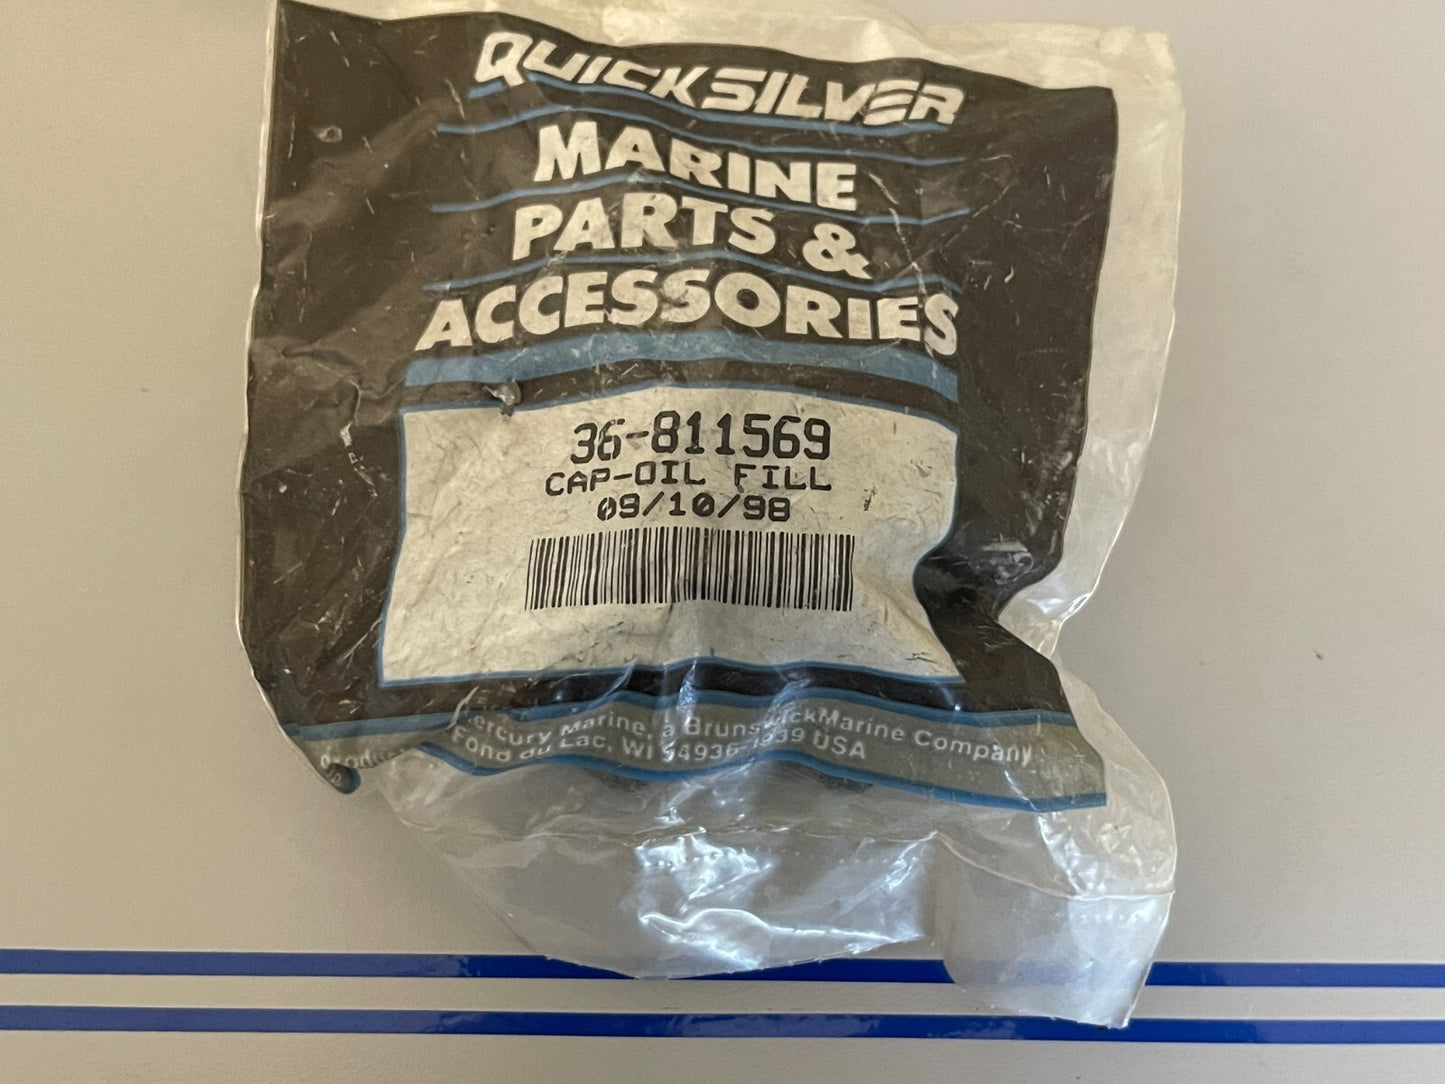 QUICKSILVER
MARINE
PARTS &
ACCESSORIES
36-811569
CAP-OIL FILL
09/10/98
Mercury Marine, a Brunswick Marine Company
Fond du Lac, WI 54936-1939 USA